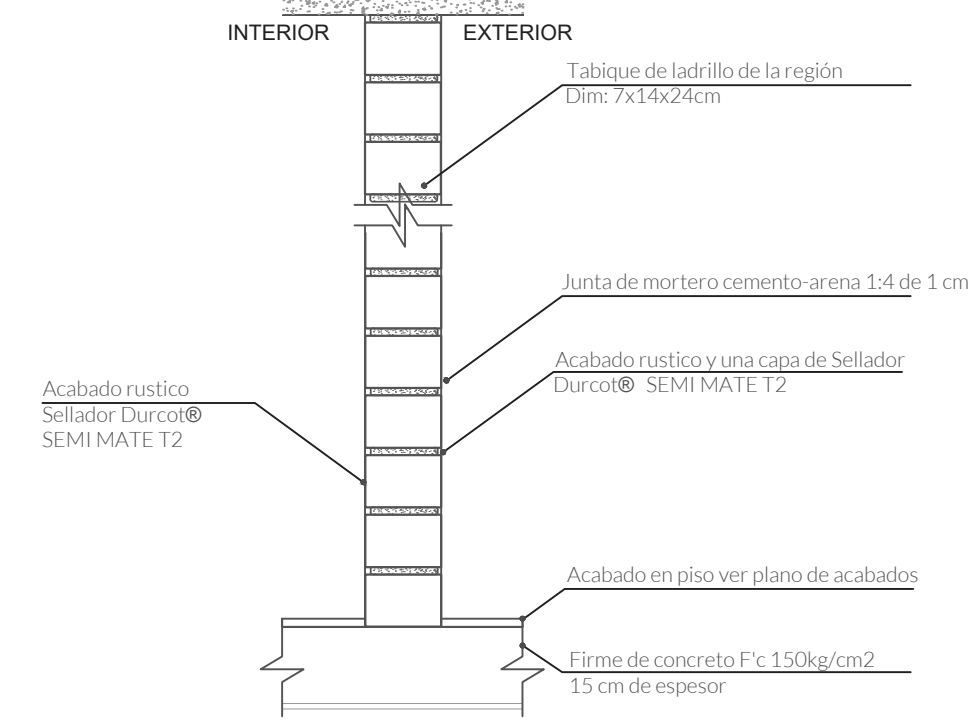 INTERIOR
EXTERIOR
Tabique de ladrillo de la región
Dim: 7x14x24cm
Junta de mortero cemento-arena 1:4 de 1 cm
Acabado rustico y una capa de Sellador
Durcot® SEMI MATE T2
Acabado rustico
Sellador Durcot®
SEMI MATE T2
Acabado en piso ver plano de acabados
Firme de concreto F'c 150kg/cm2
15 cm de espesor